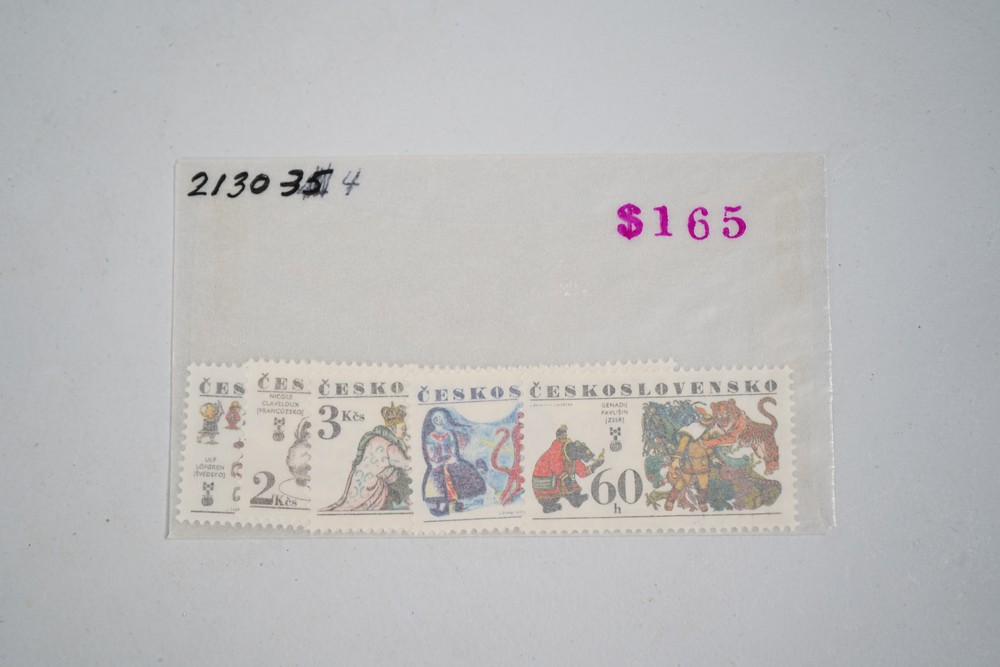 2130 35 4
$165
ČES
ULF
LÖFGREN
[ŠVÉDSKO]
ČES
NICOLE
CLAVELOUX
[FRANCÚZSKO]
2 Kčs
ČESKO
3 Kčs
ČESKOS
ČESKOSLOVENSKO
GENADIJ
PAVLIŠIN
[ZSSR]
60
h